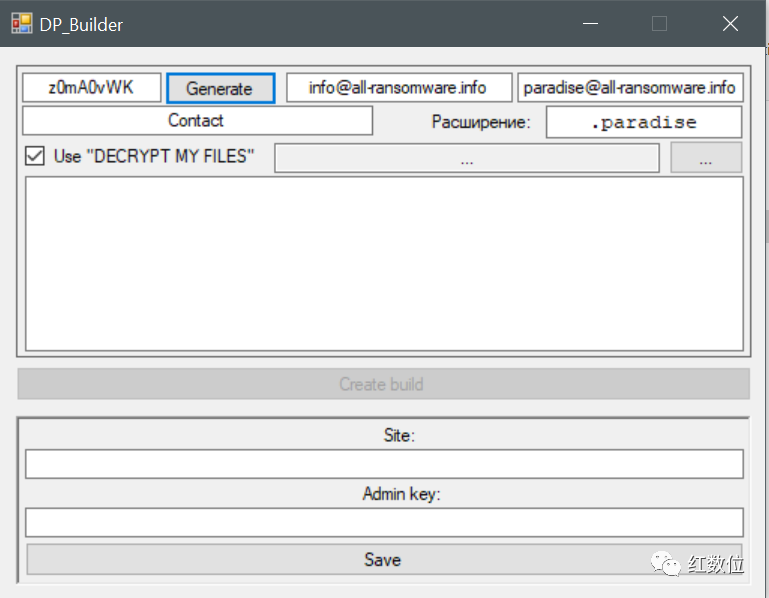 DP_Builder
z0mA0vWK Generate info@all-ransomware.info paradise@all-ransomware.info
Contact Расширение: .paradise
Use "DECRYPT MY FILES" ... ...
Create build
Site:
Admin key:
Save
红数位